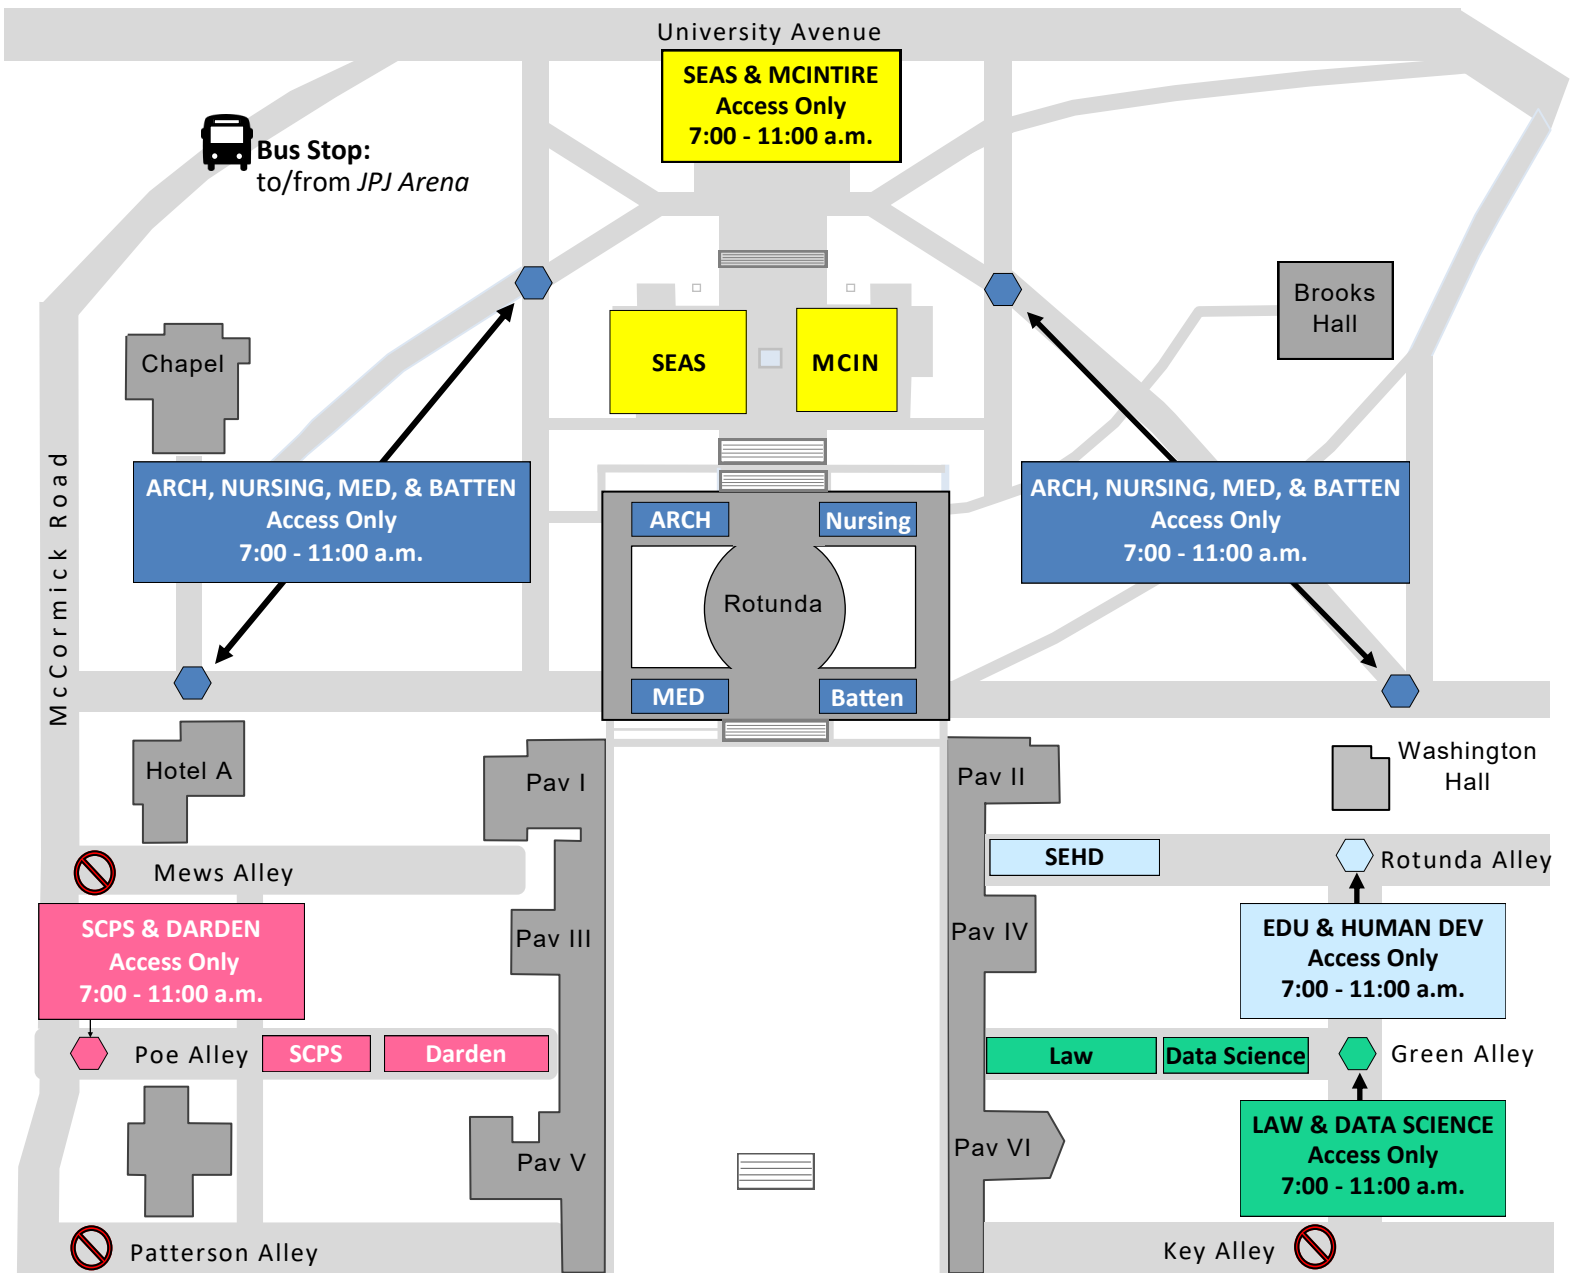 University Avenue
SEAS & MCINTIRE
Access Only
7:00 - 11:00 a.m.
Bus Stop:
to/from JPJ Arena
Brooks
Hall
Chapel
SEAS
MCIN
McCormick Road
ARCH, NURSING, MED, & BATTEN
Access Only
7:00 - 11:00 a.m.
ARCH, NURSING, MED, & BATTEN
Access Only
7:00 - 11:00 a.m.
ARCH
Nursing
Rotunda
MED
Batten
Hotel A
Pav I
Pav II
Washington
Hall
Mews Alley
SEHD
Rotunda Alley
SCPS & DARDEN
Access Only
7:00 - 11:00 a.m.
Pav III
Pav IV
EDU & HUMAN DEV
Access Only
7:00 - 11:00 a.m.
Poe Alley
SCPS
Darden
Law
Data Science
Green Alley
LAW & DATA SCIENCE
Access Only
7:00 - 11:00 a.m.
Pav V
Pav VI
Patterson Alley
Key Alley